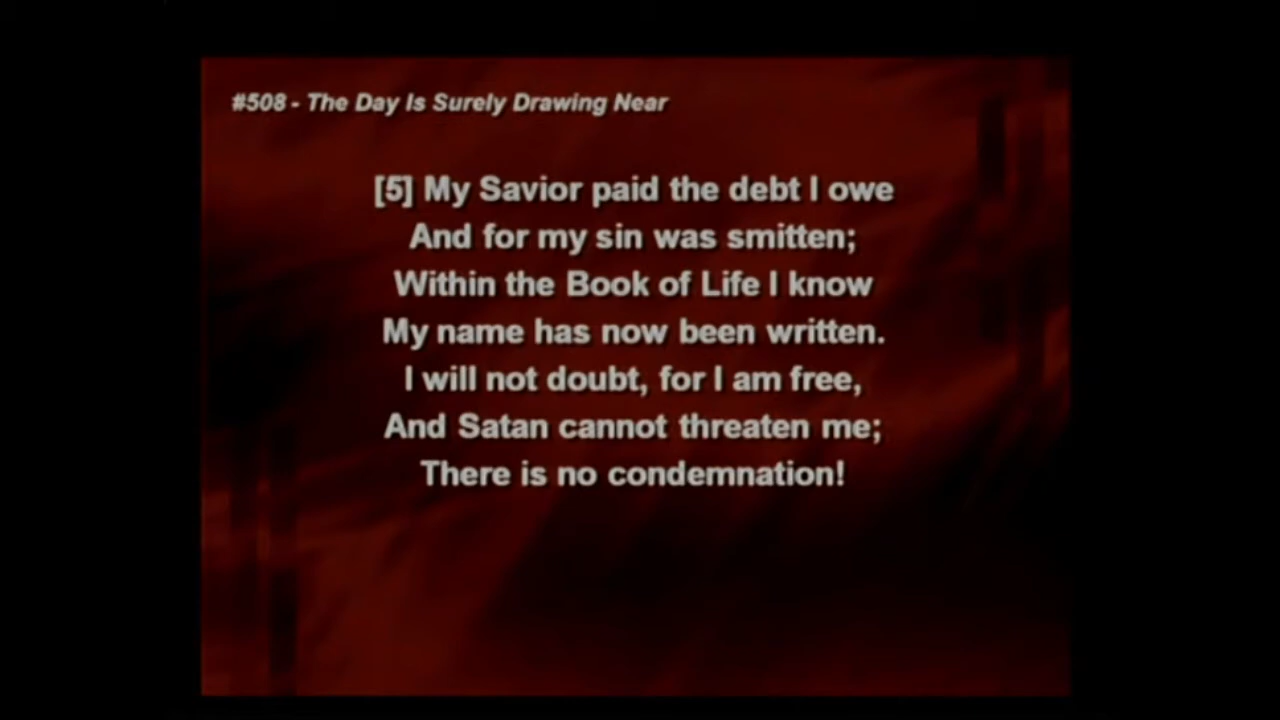 #508 - The Day Is Surely Drawing Near
[5] My Savior paid the debt I owe
And for my sin was smitten;
Within the Book of Life I know
My name has now been written.
I will not doubt, for I am free,
And Satan cannot threaten me;
There is no condemnation!